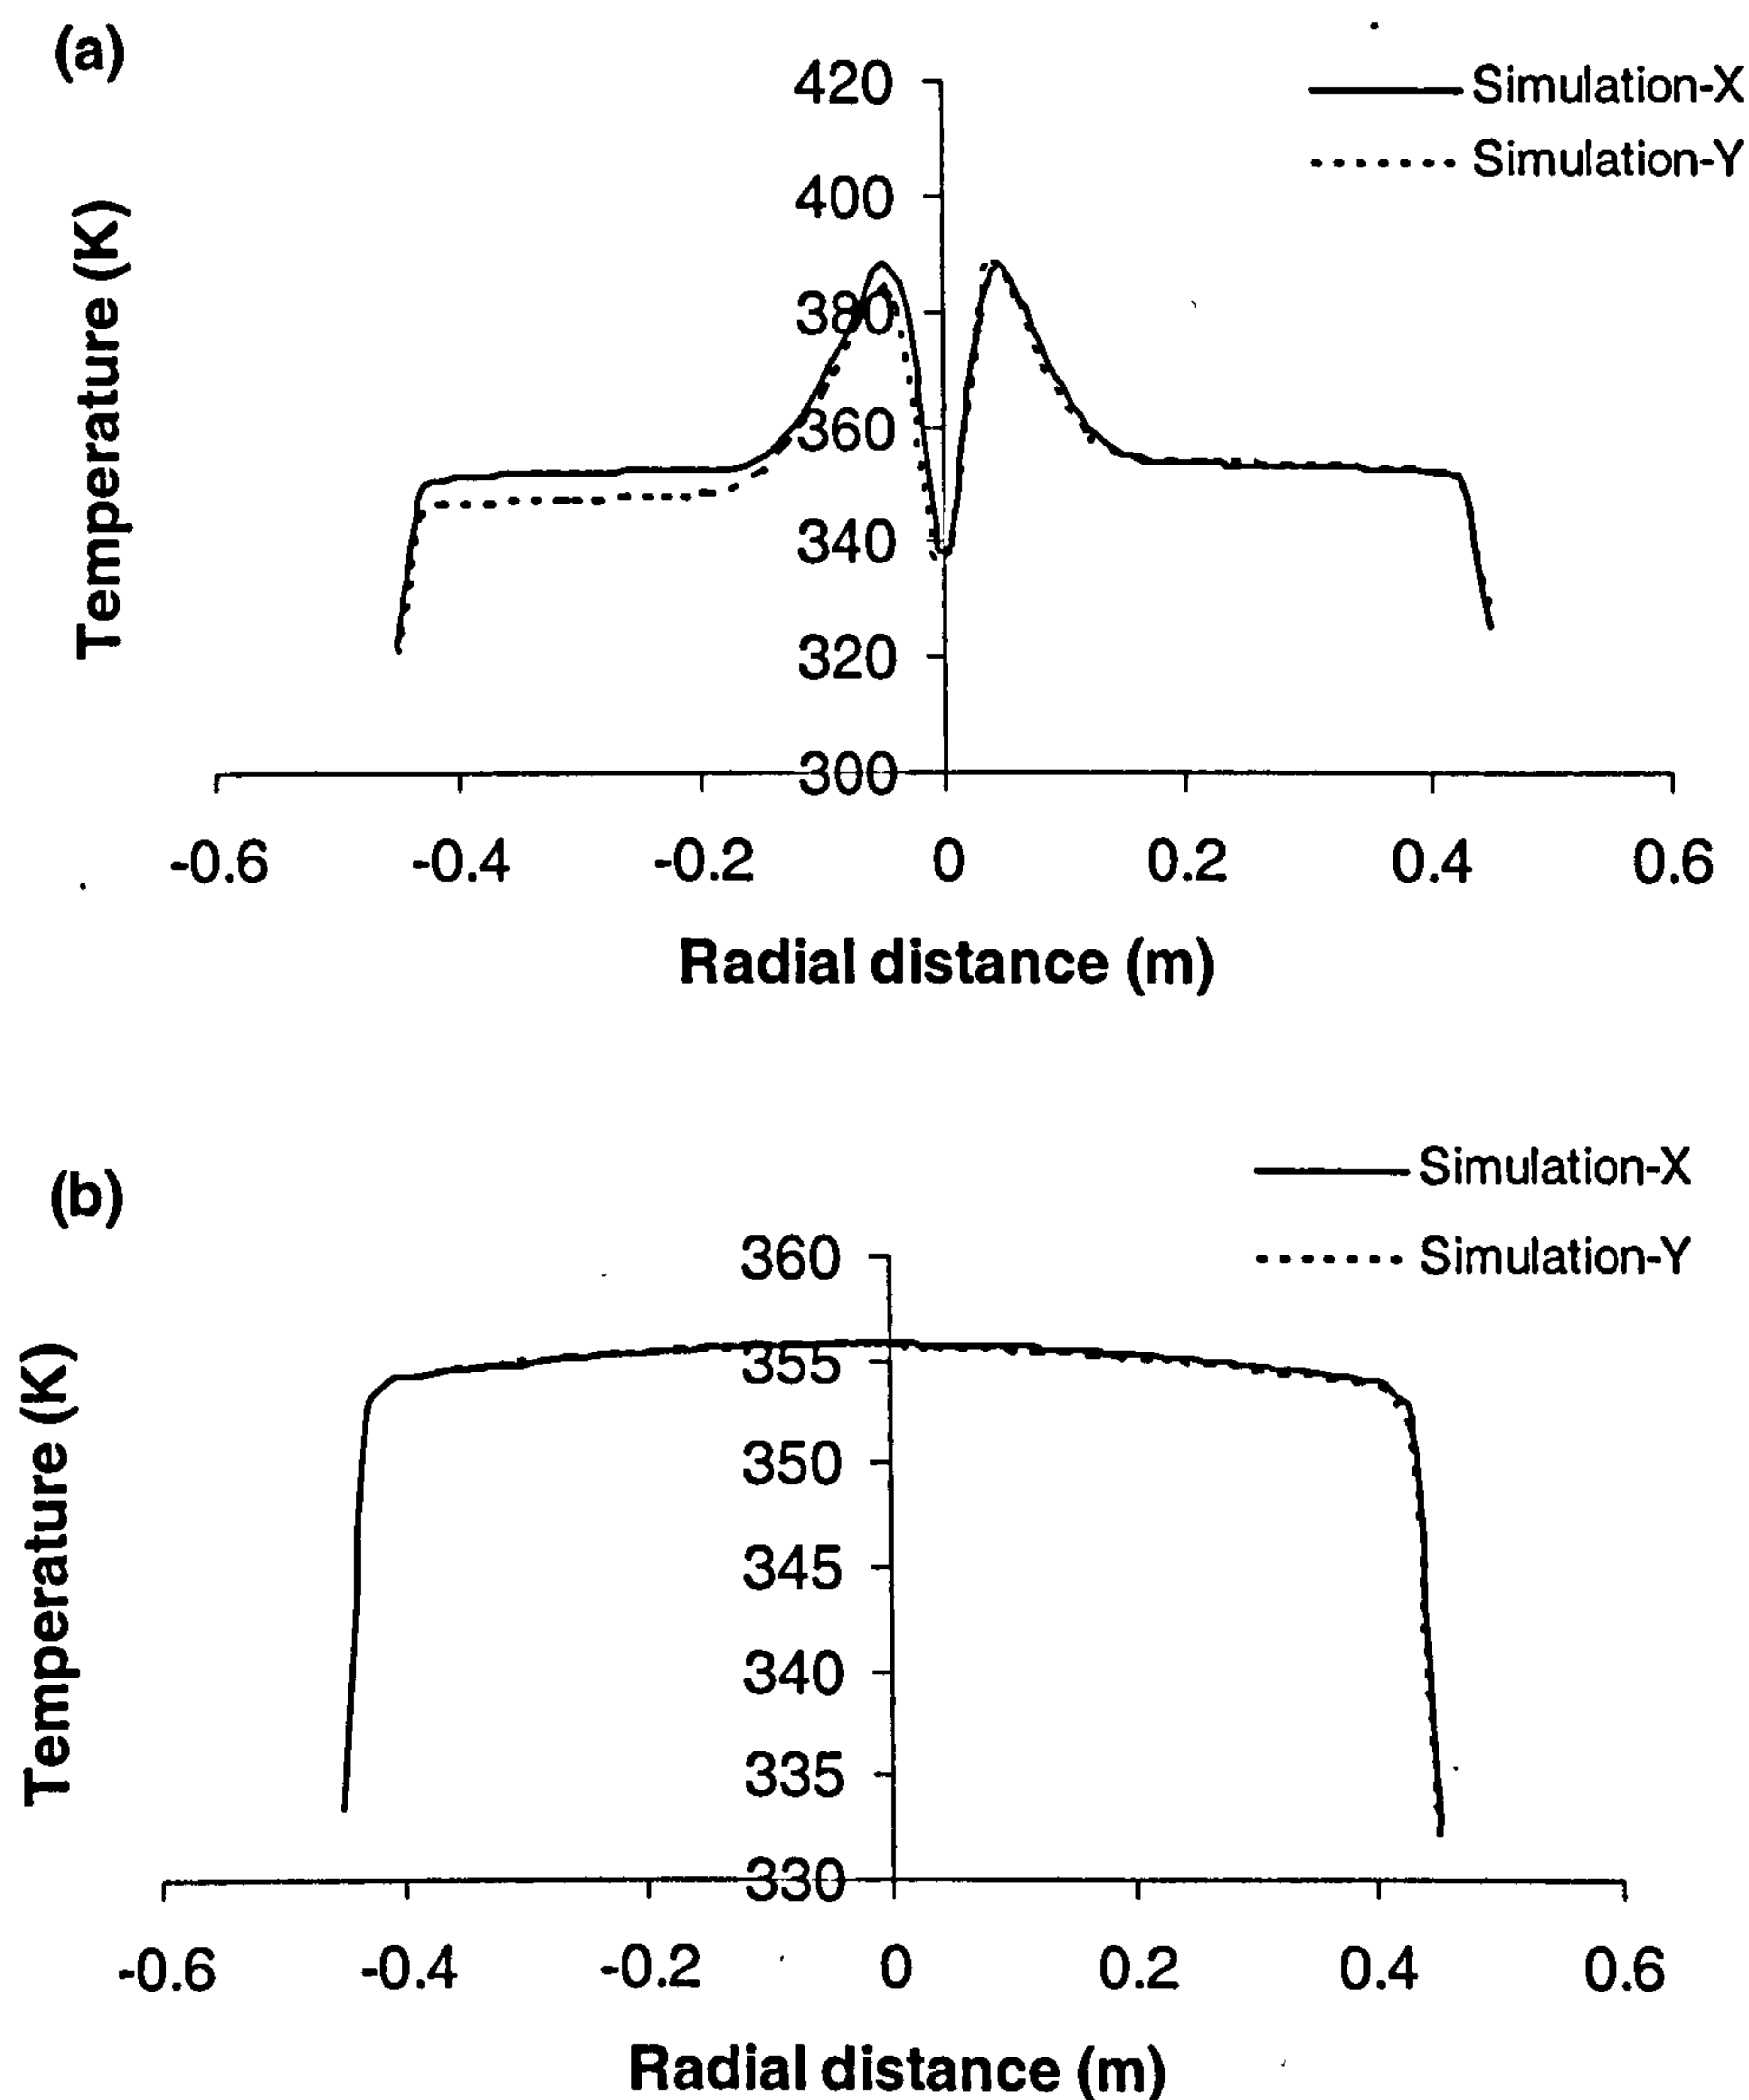 (a)
420
Simulation-X
400
Simulation-Y
Temperature (K)
380
360
340
320
300
-0.6 -0.4 -0.2 0 0.2 0.4 0.6
Radial distance (m)
(b)
Simulation-X
360
Simulation-Y
Temperature (K)
355
350
345
340
335
330
-0.6 -0.4 -0.2 0 0.2 0.4 0.6
Radial distance (m)